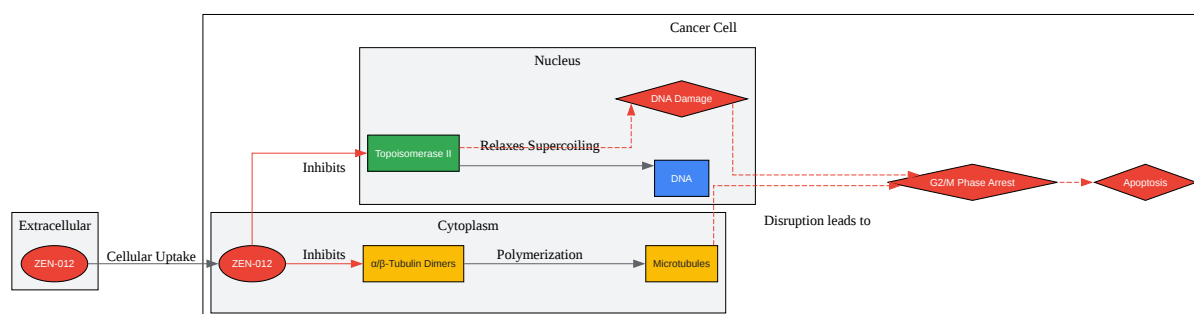 Cancer Cell
Nucleus
DNA Damage
Topoisomerase II
Relaxes Supercoiling
DNA
Inhibits
G2/M Phase Arrest
Apoptosis
Disruption leads to
Extracellular
ZEN-012
Cellular Uptake
Cytoplasm
ZEN-012
Inhibits
α/β-Tubulin Dimers
Polymerization
Microtubules